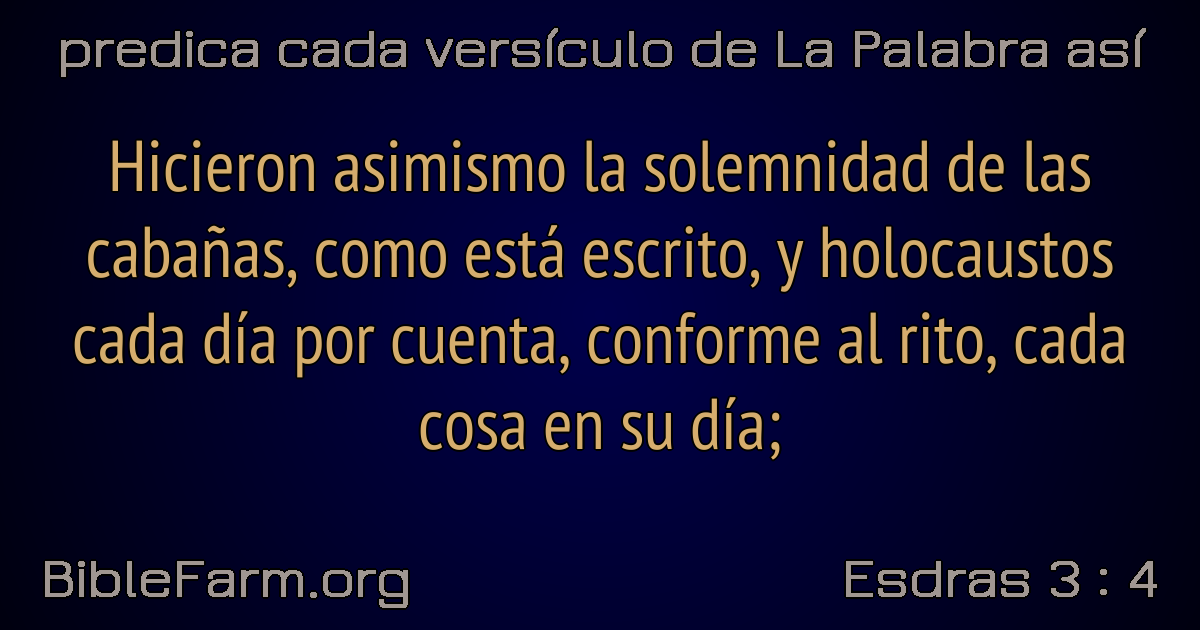 predica cada versículo de La Palabra así
Hicieron asimismo la solemnidad de las
cabañas, como está escrito, y holocaustos
cada día por cuenta, conforme al rito, cada
cosa en su día;
BibleFarm.org
Esdras 3 : 4